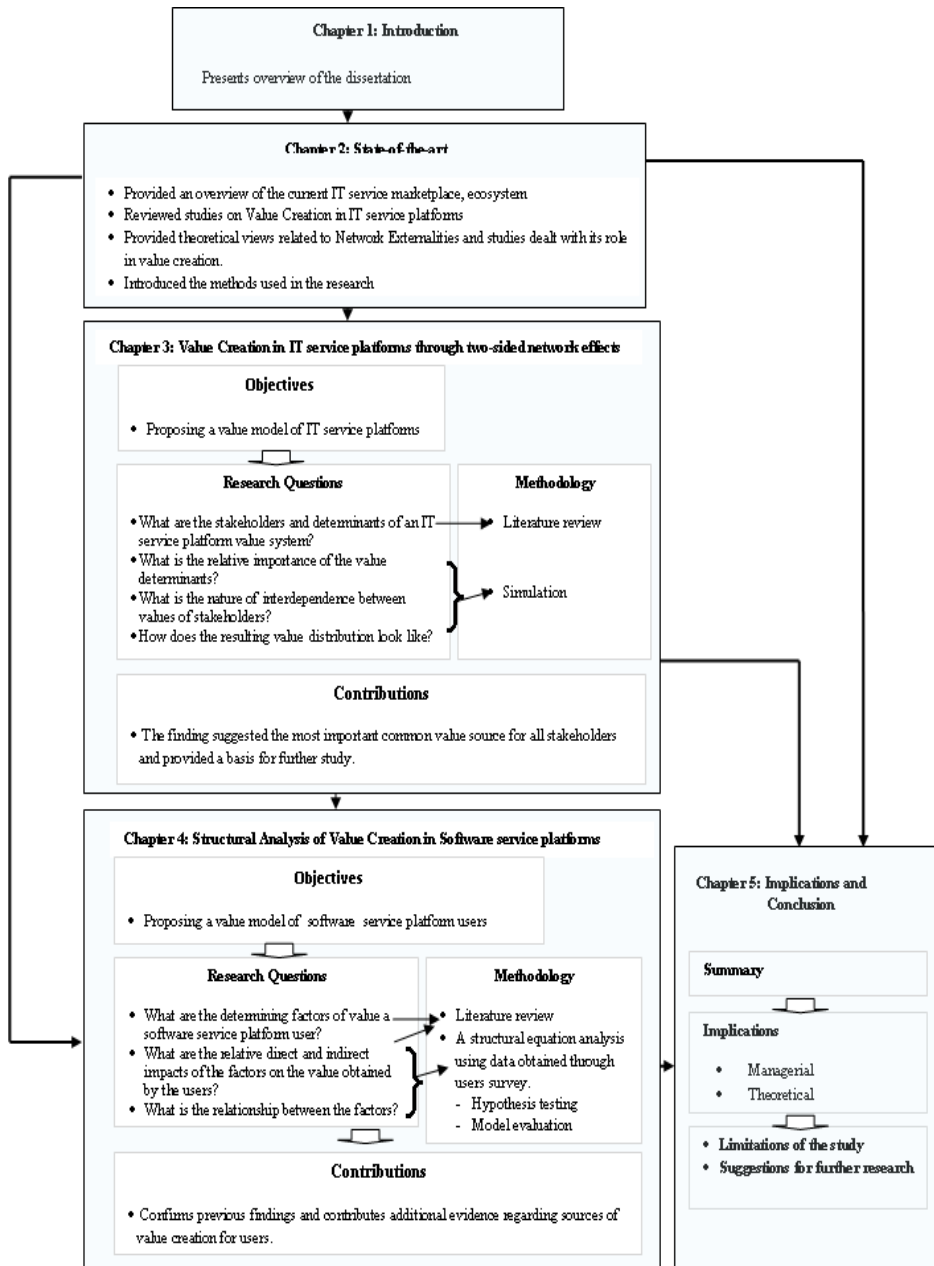 Chapter 1: Introduction
Presents overview of the dissertation
Chapter 2: State-of-the-art
• Provided an overview of the current IT service marketplace, ecosystem
• Reviewed studies on Value Creation in IT service platforms
• Provided theoretical views related to Network Externalities and studies dealt with its role
in value creation.
• Introduced the methods used in the research
Chapter 3: Value Creation in IT service platforms through two-sided network effects
Objectives
• Proposing a value model of IT service platforms
Research Questions
• What are the stakeholders and determinants of an IT
service platform value system?
• What is the relative importance of the value
determinants?
• What is the nature of interdependence between
values of stakeholders?
• How does the resulting value distribution look like?
Methodology
• Literature review
• Simulation
Contributions
• The finding suggested the most important common value source for all stakeholders
and provided a basis for further study.
Chapter 4: Structural Analysis of Value Creation in Software service platforms
Objectives
• Proposing a value model of software service platform users
Research Questions
• What are the determining factors of value a
software service platform user?
• What are the relative direct and indirect
impacts of the factors on the value obtained
by the users?
• What is the relationship between the factors?
Methodology
• Literature review
• A structural equation analysis
using data obtained through
users survey.
- Hypothesis testing
- Model evaluation
Contributions
• Confirms previous findings and contributes additional evidence regarding sources of
value creation for users.
Chapter 5: Implications and
Conclusion
Summary
Implications
• Managerial
• Theoretical
• Limitations of the study
• Suggestions for further research